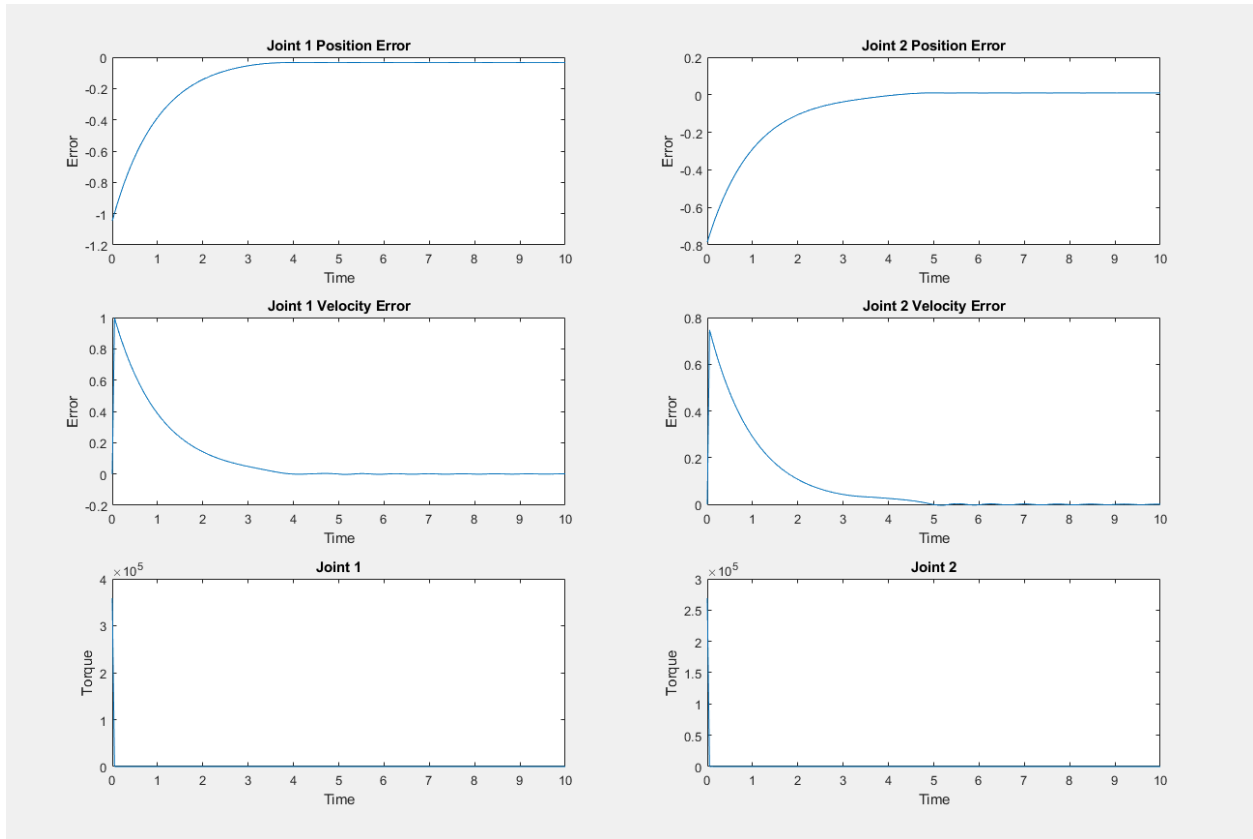 Joint 1 Position Error
0
-0.2
-0.4
-0.6
-0.8
-1
-1.2
Error
0 1 2 3 4 5 6 7 8 9 10
Time
Joint 2 Position Error
0.2
0
-0.2
-0.4
-0.6
-0.8
Error
0 1 2 3 4 5 6 7 8 9 10
Time
Joint 1 Velocity Error
1
0.8
0.6
0.4
0.2
0
-0.2
Error
0 1 2 3 4 5 6 7 8 9 10
Time
Joint 2 Velocity Error
0.8
0.6
0.4
0.2
0
Error
0 1 2 3 4 5 6 7 8 9 10
Time
Joint 1
×10⁵
4
3
2
1
0
Torque
0 1 2 3 4 5 6 7 8 9 10
Time
Joint 2
×10⁵
3
2.5
2
1.5
1
0.5
0
Torque
0 1 2 3 4 5 6 7 8 9 10
Time